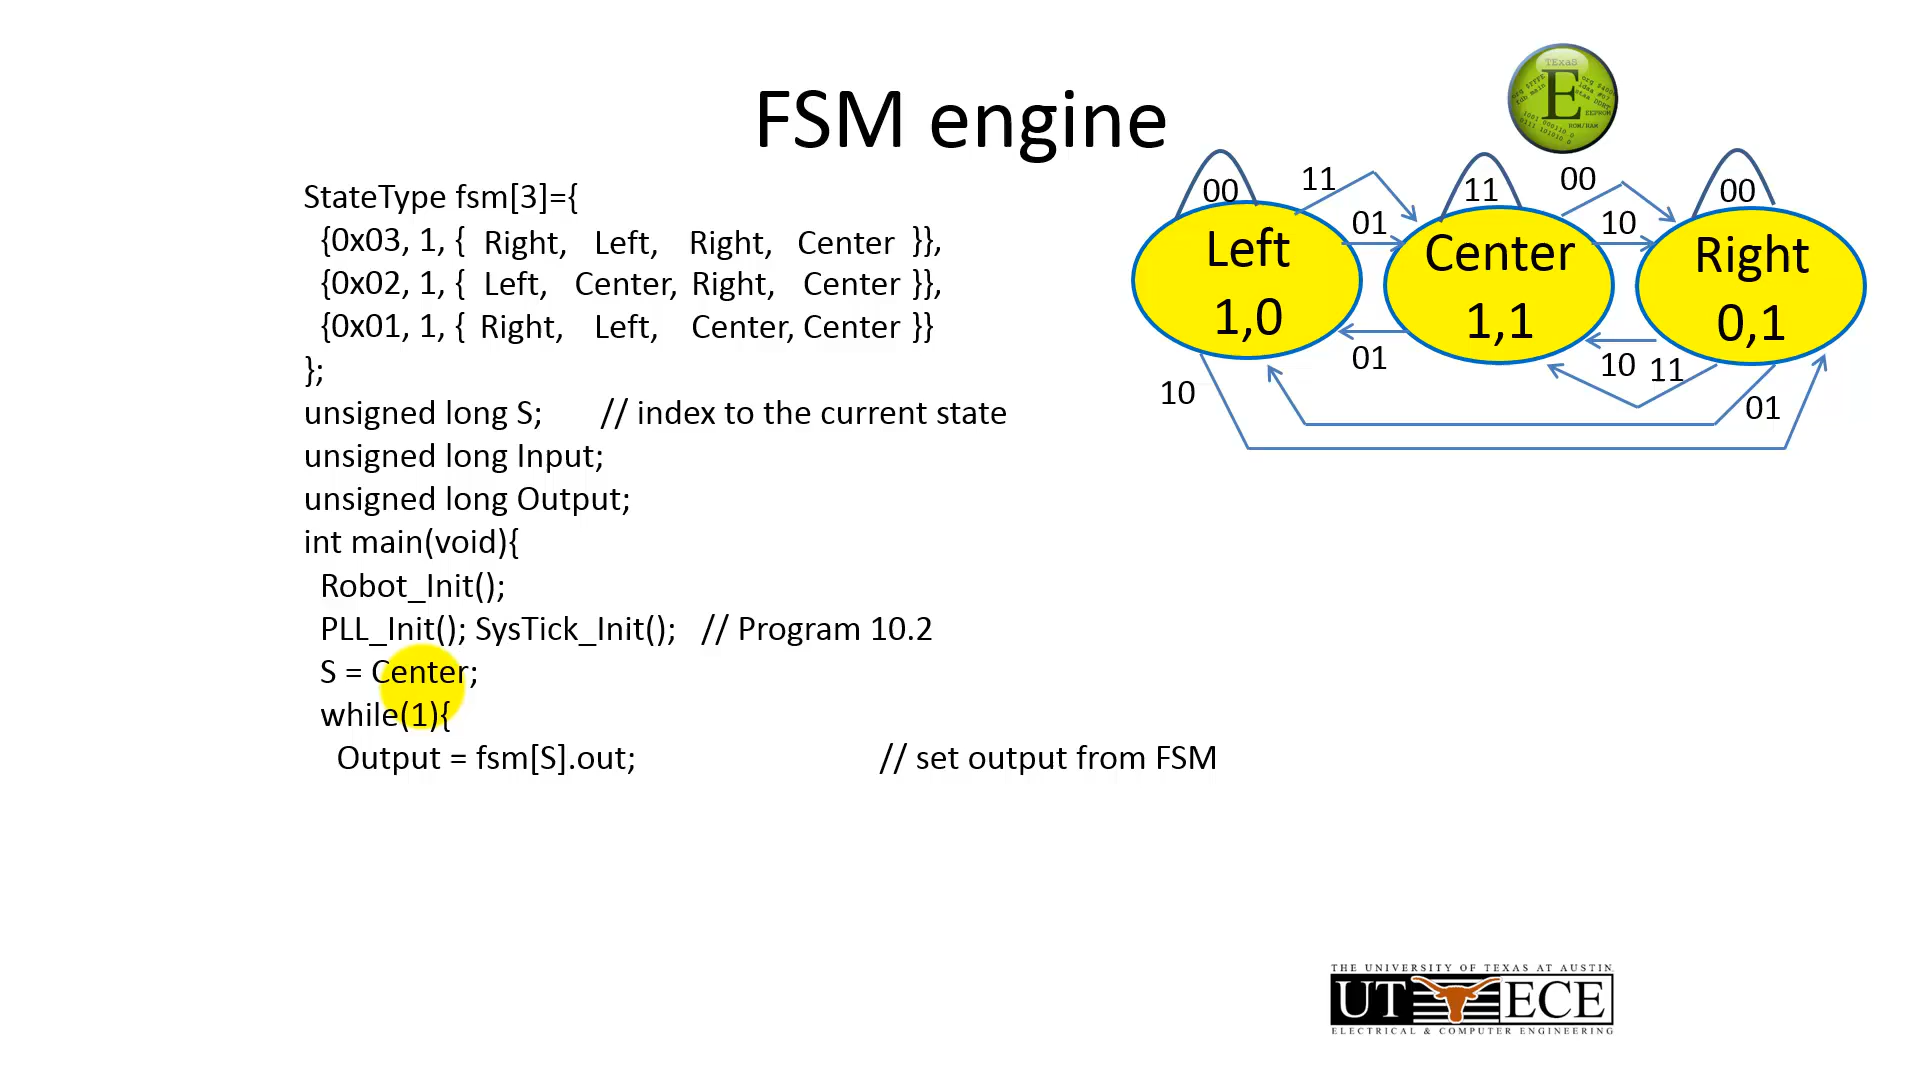 FSM engine
StateType fsm[3]={
{0x03, 1, { Right, Left, Right, Center }},
{0x02, 1, { Left, Center, Right, Center }},
{0x01, 1, { Right, Left, Center, Center }}
};
unsigned long S; // index to the current state
unsigned long Input;
unsigned long Output;
int main(void){
Robot_Init();
PLL_Init(); SysTick_Init(); // Program 10.2
S = Center;
while(1){
Output = fsm[S].out; // set output from FSM
TExaS
E
00
11
11
00
00
01
10
Left
1,0
Center
1,1
Right
0,1
01
10
11
10
01
THE UNIVERSITY OF TEXAS AT AUSTIN
UT ECE
ELECTRICAL & COMPUTER ENGINEERING